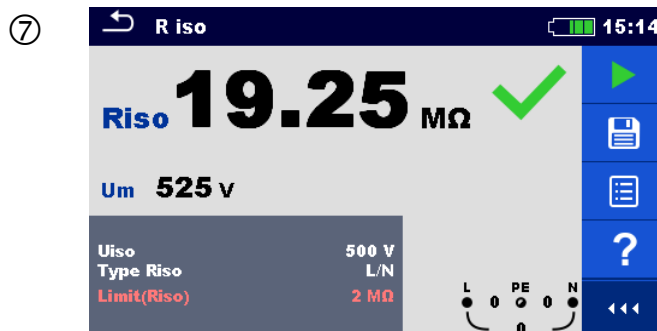 ⑦
R iso 15:14
Riso 19.25 MΩ
Um 525 V
Uiso 500 V
Type Riso L/N
Limit(Riso) 2 MΩ
?
L PE N
0 0
0